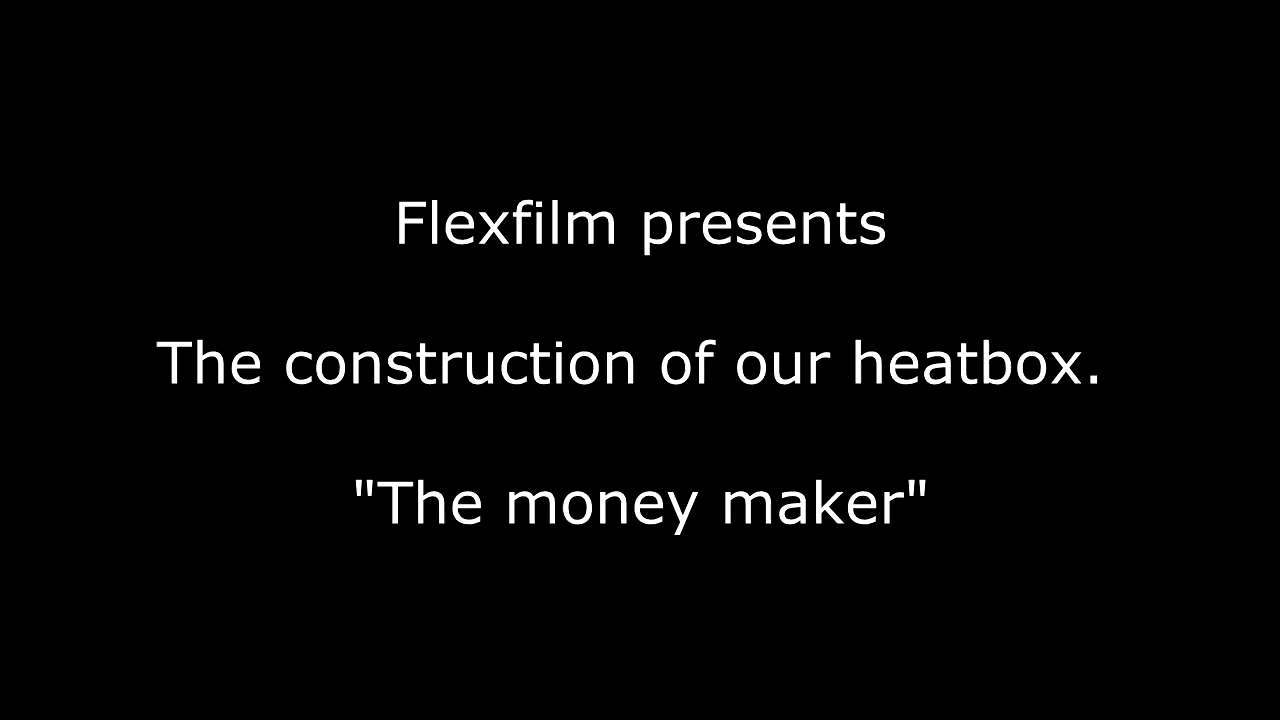 Flexfilm presents
The construction of our heatbox.
"The money maker"